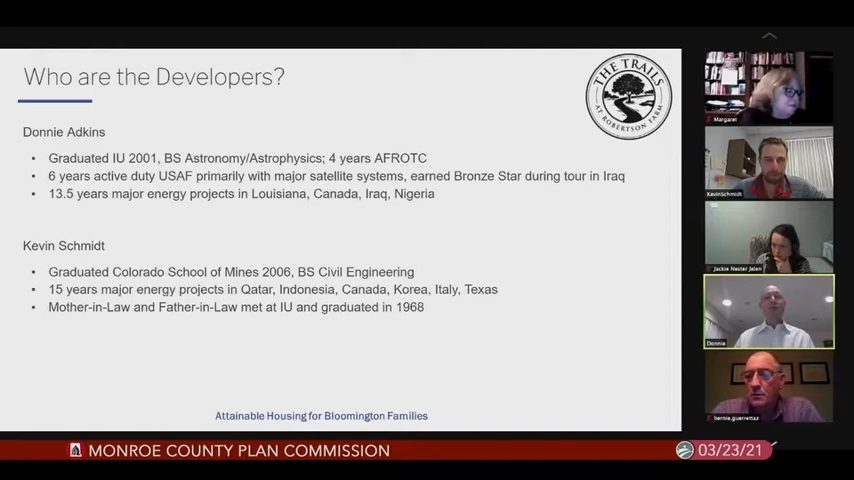 Who are the Developers?
THE TRAILS
AT ROBERTSON FARM
Donnie Adkins
• Graduated IU 2001, BS Astronomy/Astrophysics; 4 years AFROTC
• 6 years active duty USAF primarily with major satellite systems, earned Bronze Star during tour in Iraq
• 13.5 years major energy projects in Louisiana, Canada, Iraq, Nigeria
Kevin Schmidt
• Graduated Colorado School of Mines 2006, BS Civil Engineering
• 15 years major energy projects in Qatar, Indonesia, Canada, Korea, Italy, Texas
• Mother-in-Law and Father-in-Law met at IU and graduated in 1968
Attainable Housing for Bloomington Families
Margaret
KevinSchmidt
Jackie Nester Jelen
Donnie
bernie.guerrettaz
MONROE COUNTY PLAN COMMISSION
03/23/21